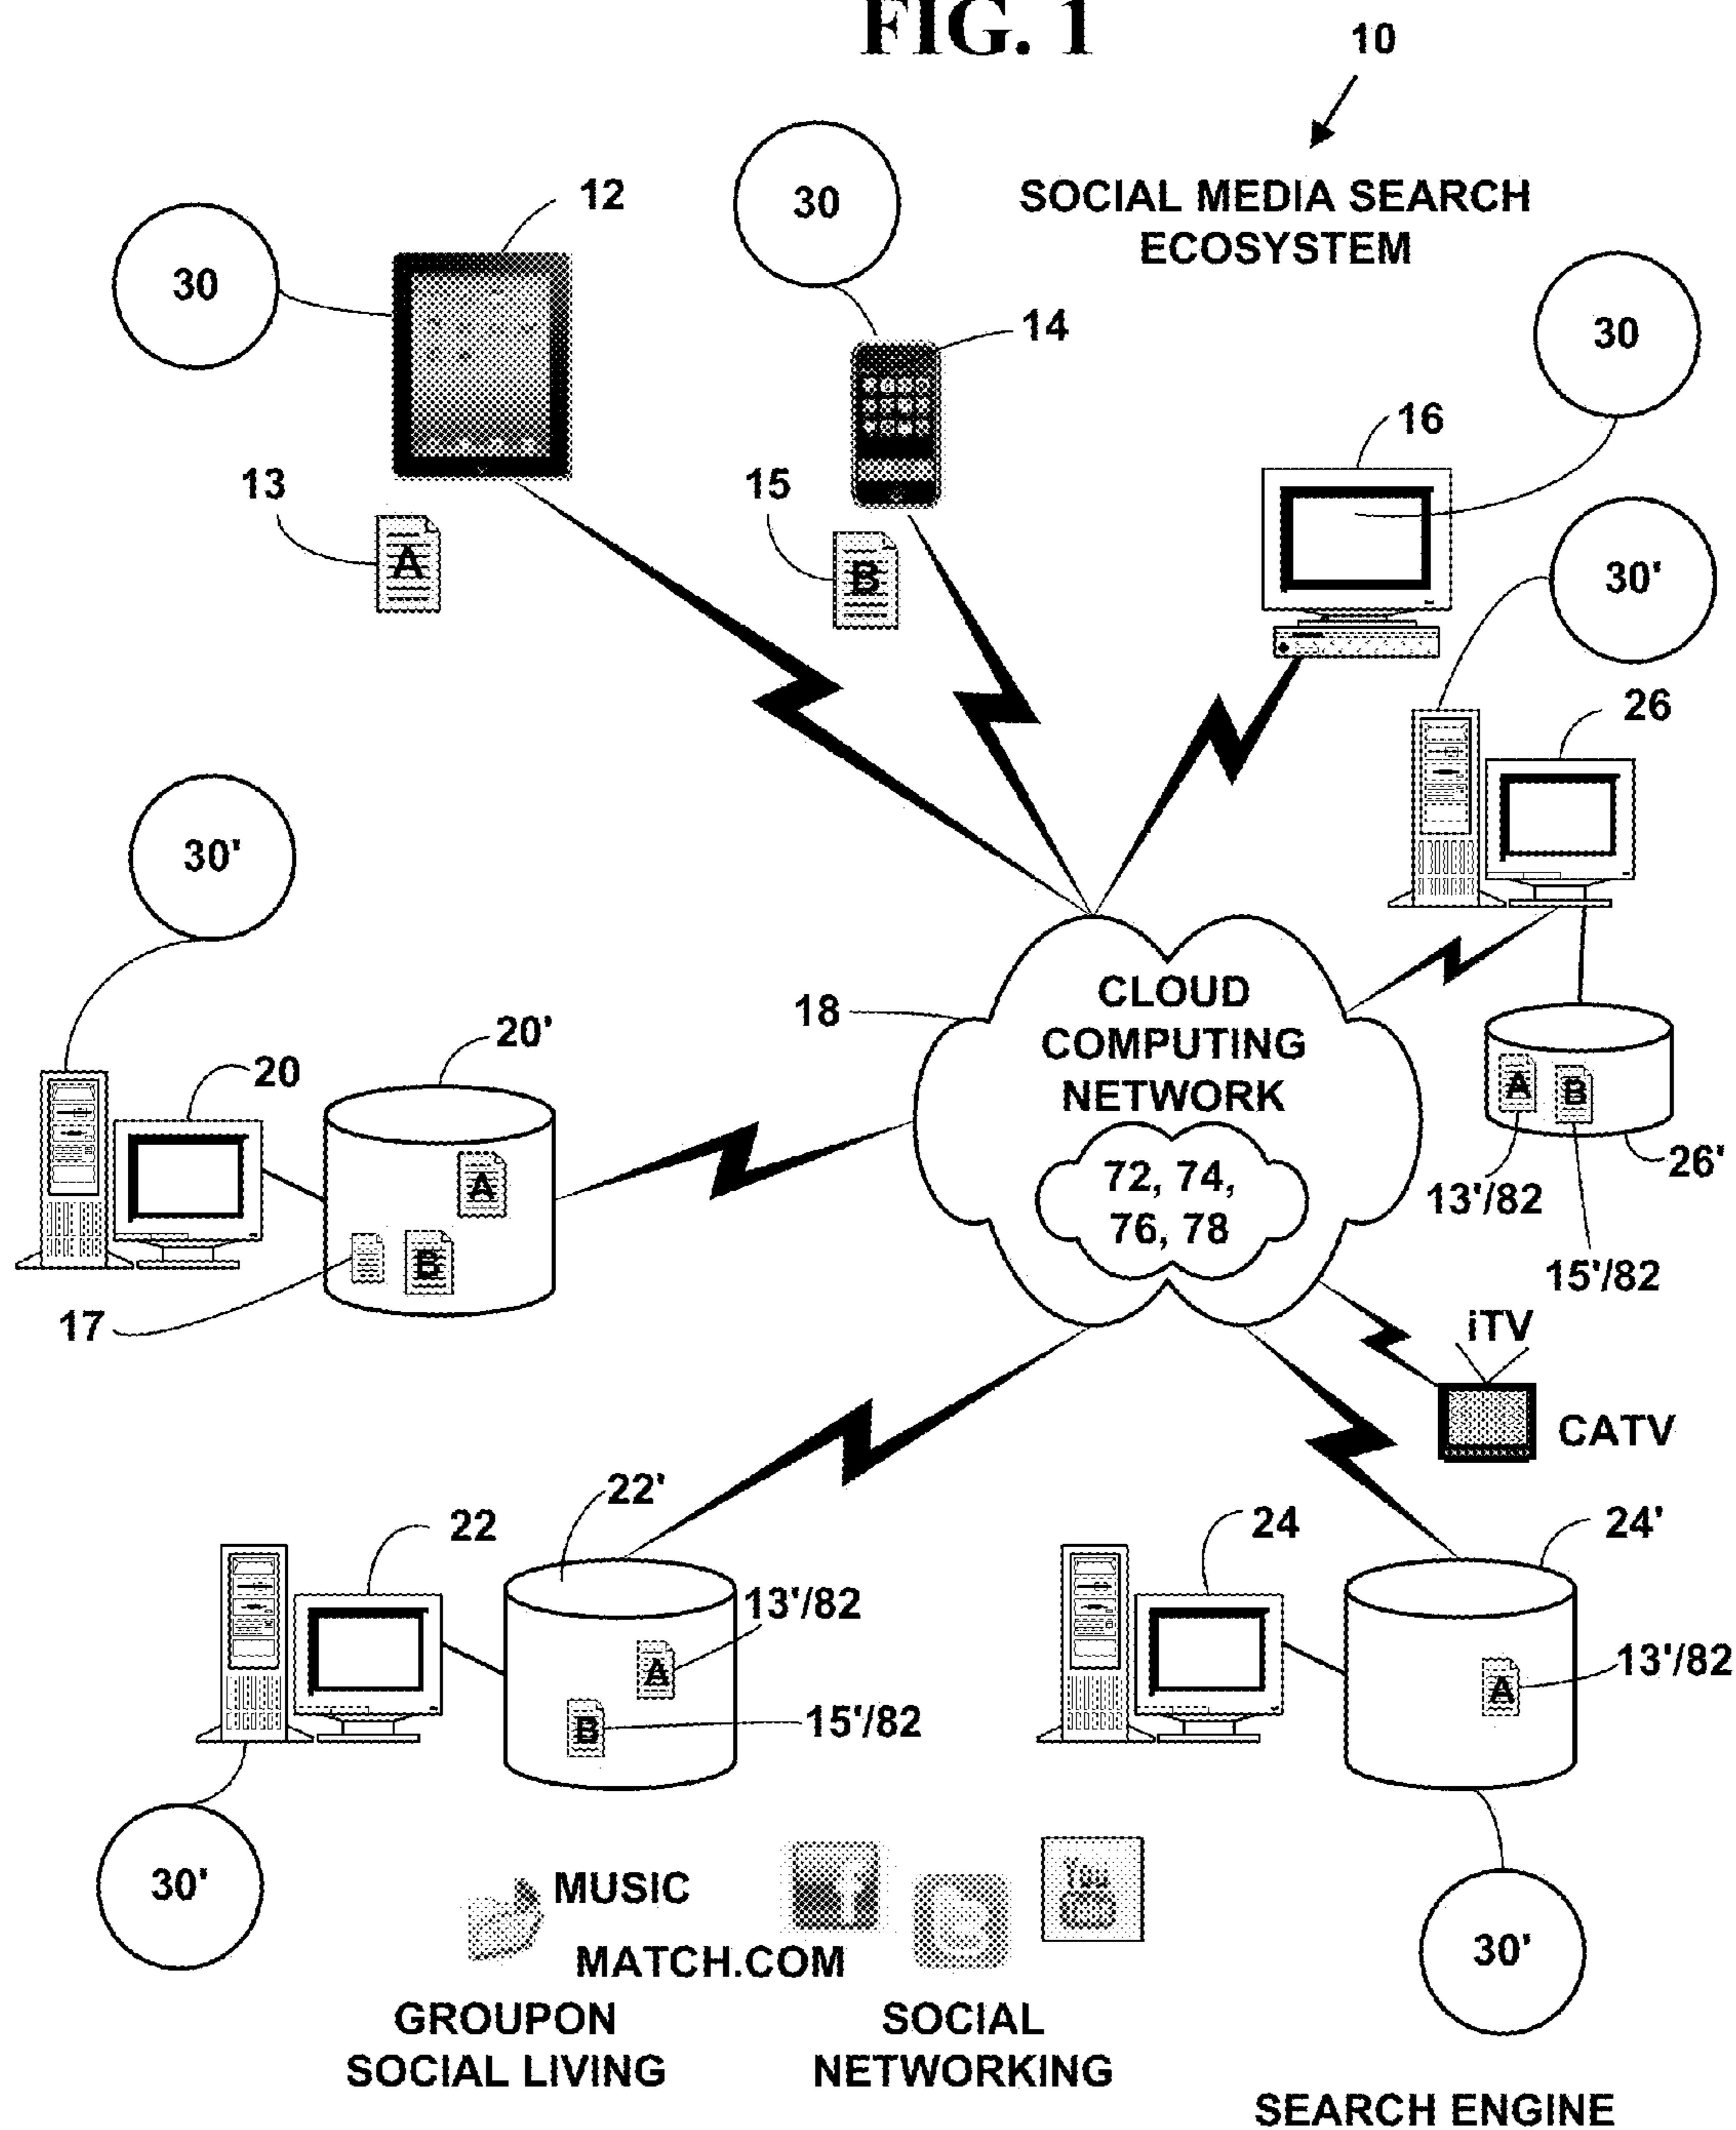 FIG. 1
10
SOCIAL MEDIA SEARCH
ECOSYSTEM
12
30
30
14
30
30
16
13
A
15
B
30'
26
30'
18
CLOUD
COMPUTING
NETWORK
72, 74,
76, 78
20'
20
A
B
17
A
B
26'
13'/82
15'/82
iTV
CATV
22'
22
13'/82
A
15'/82
B
24
24'
13'/82
A
30'
MUSIC
f
You
MATCH.COM
30'
GROUPON
SOCIAL LIVING
SOCIAL
NETWORKING
SEARCH ENGINE